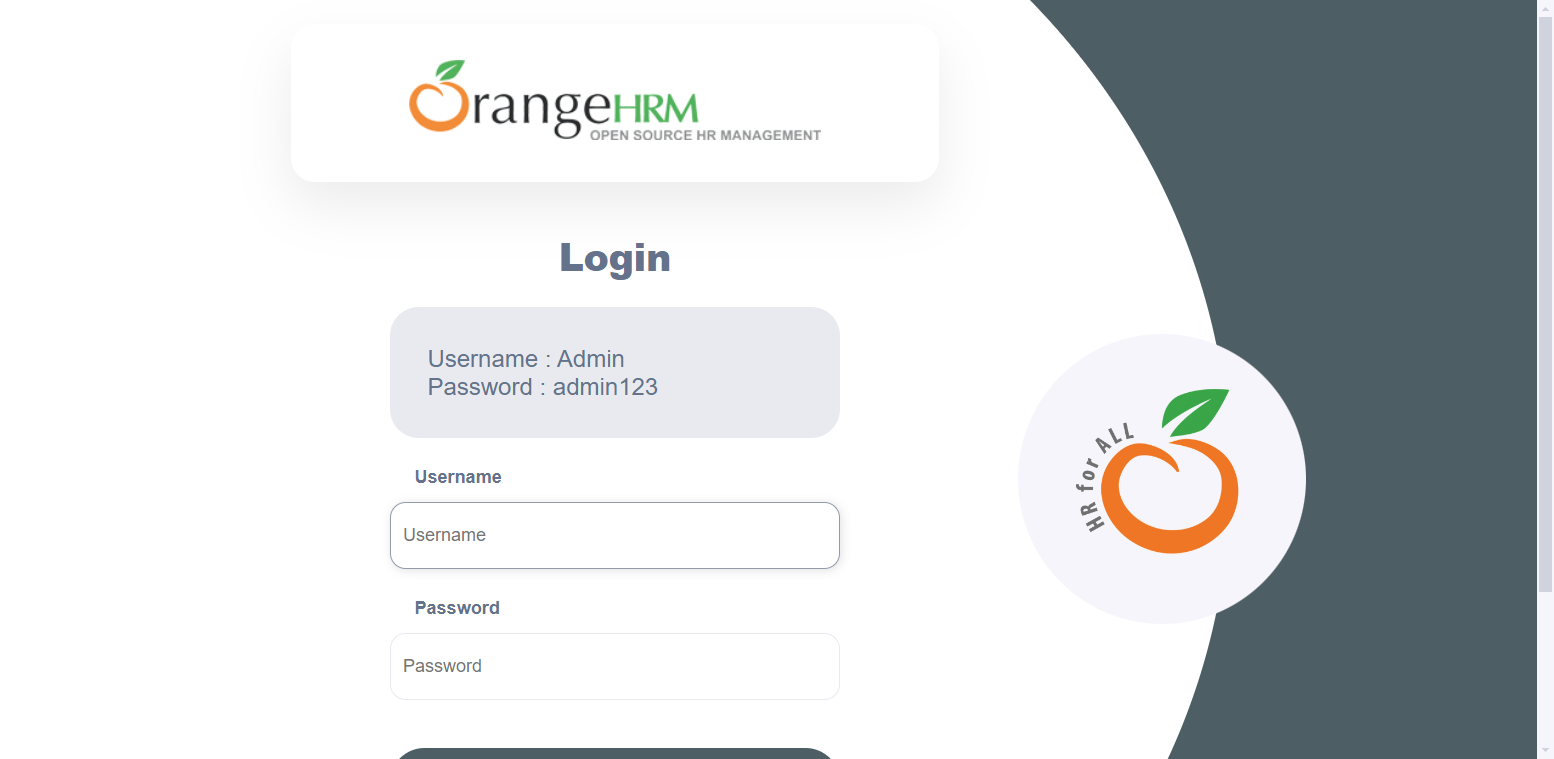 OrangeHRM
OPEN SOURCE HR MANAGEMENT
Login
Username : Admin
Password : admin123
Username
Username
Password
Password
HR for ALL